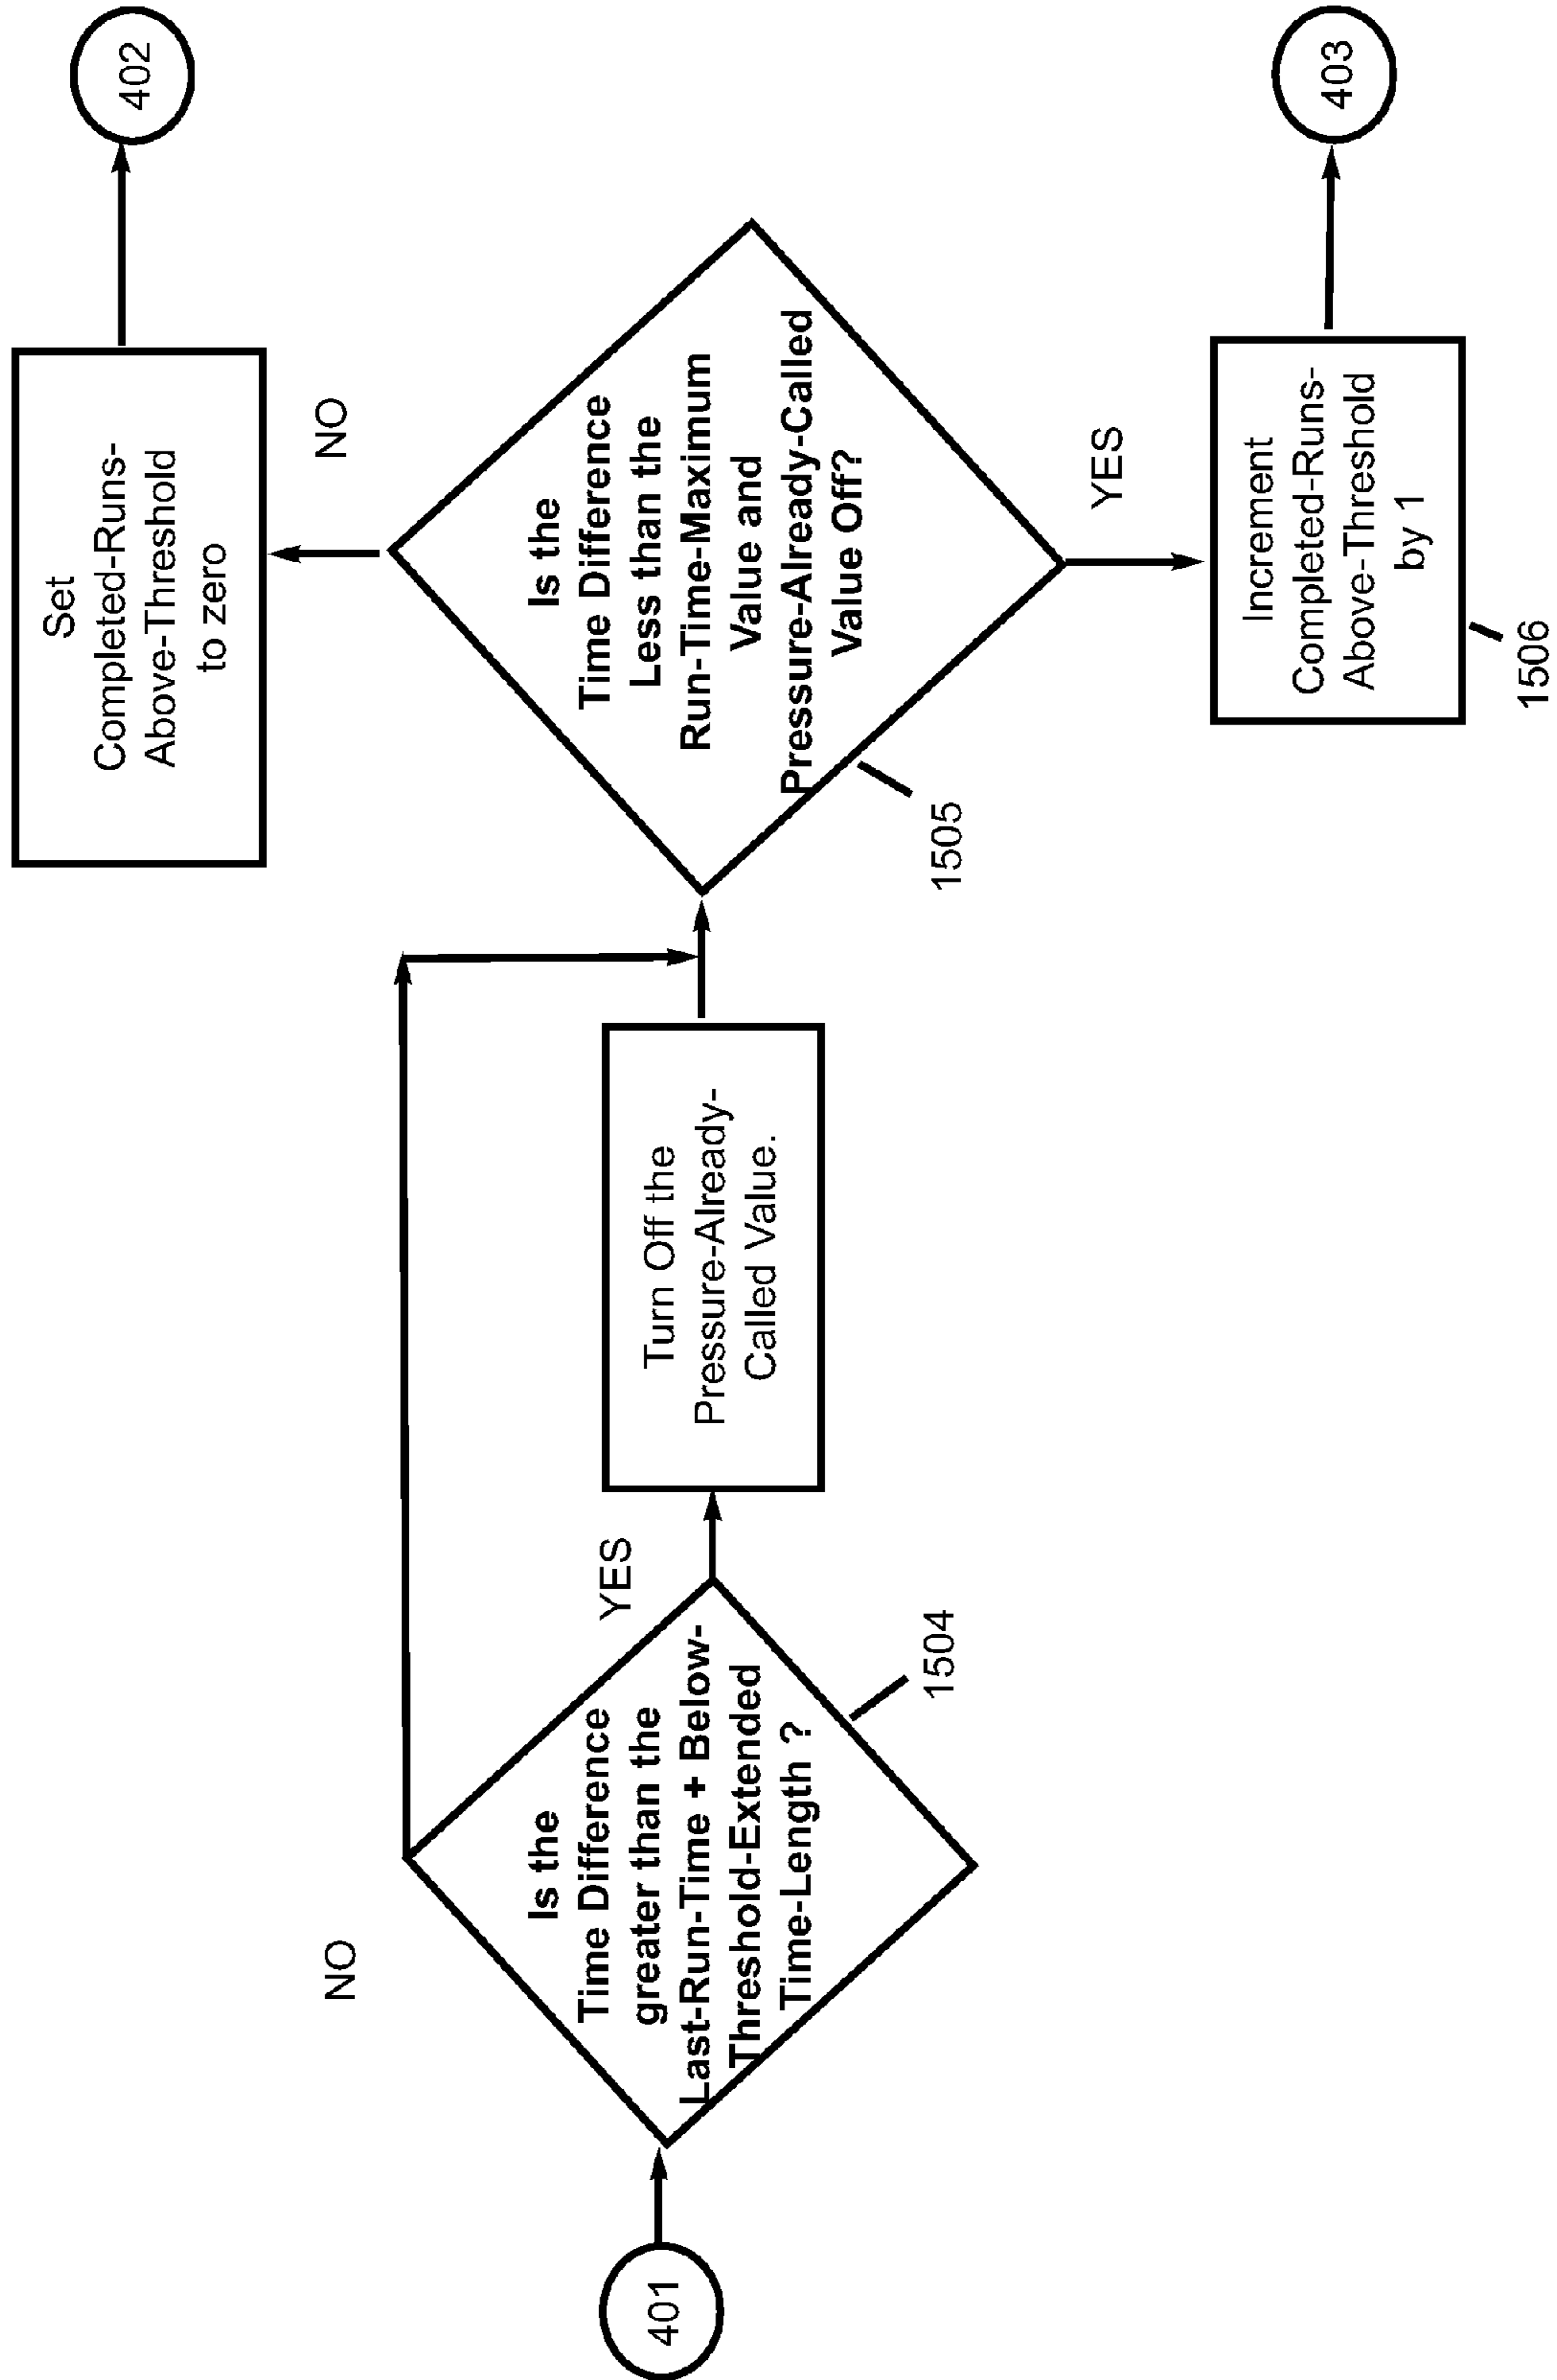 401
NO
Is the
Time Difference
greater than the
Last-Run-Time + Below-
Threshold-Extended
Time-Length ?
YES
1504
Turn Off the
Pressure-Already-
Called Value.
Is the
Time Difference
Less than the
Run-Time-Maximum
Value and
Pressure-Already-Called
Value Off?
1505
NO
Set
Completed-Runs-
Above-Threshold
to zero
402
YES
Increment
Completed-Runs-
Above-Threshold
by 1
1506
403